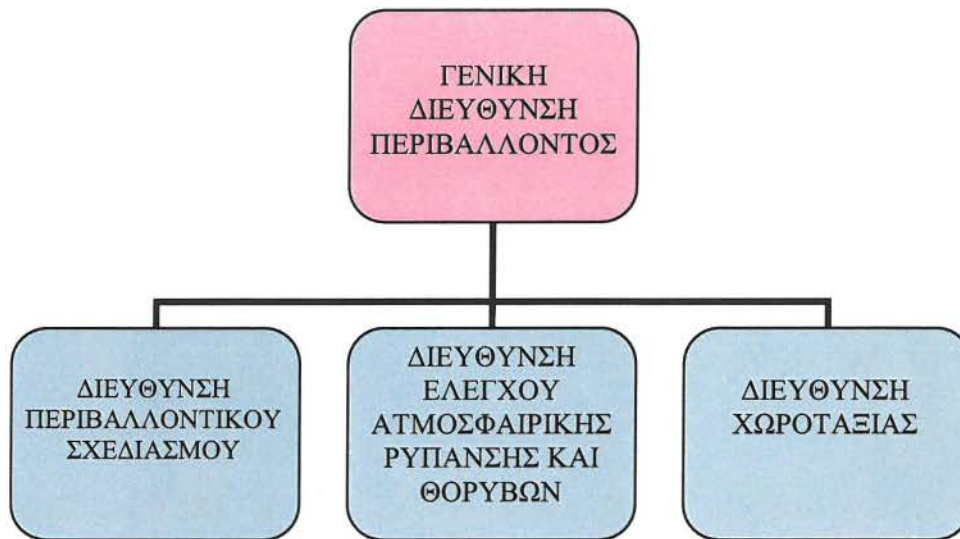 ΓΕΝΙΚΗ
ΔΙΕΥΘΥΝΣΗ
ΠΕΡΙΒΑΛΛΟΝΤΟΣ
ΔΙΕΥΘΥΝΣΗ
ΠΕΡΙΒΑΛΛΟΝΤΙΚΟΥ
ΣΧΕΔΙΑΣΜΟΥ
ΔΙΕΥΘΥΝΣΗ
ΕΛΕΓΧΟΥ
ΑΤΜΟΣΦΑΙΡΙΚΗΣ
ΡΥΠΑΝΣΗΣ ΚΑΙ
ΘΟΡΥΒΩΝ
ΔΙΕΥΘΥΝΣΗ
ΧΩΡΟΤΑΞΙΑΣ